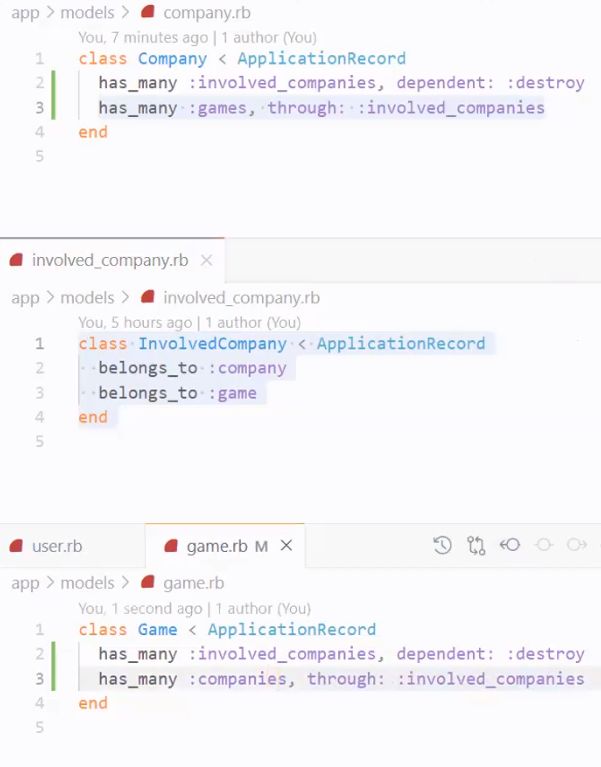 app > models > company.rb
You, 7 minutes ago | 1 author (You)
1 class Company < ApplicationRecord
2 has_many :involved_companies, dependent: :destroy
3 has_many :games, through: :involved_companies
4 end
5
involved_company.rb ×
app > models > involved_company.rb
You, 5 hours ago | 1 author (You)
1 class InvolvedCompany < ApplicationRecord
2 belongs_to :company
3 belongs_to :game
4 end
5
user.rb game.rb M ×
app > models > game.rb
You, 1 second ago | 1 author (You)
1 class Game < ApplicationRecord
2 has_many :involved_companies, dependent: :destroy
3 has_many :companies, through: :involved_companies
4 end
5